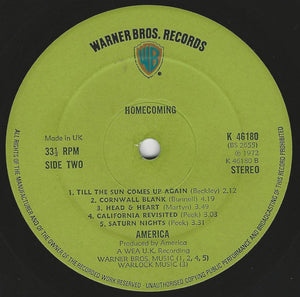 WARNER BROS. RECORDS
WB
HOMECOMING
Made in UK
33⅓ RPM
SIDE TWO
K 46180
(BS 2655)
℗ 1972
K 46180 B
STEREO
1. TILL THE SUN COMES UP AGAIN (Beckley) 2.12
2. CORNWALL BLANK (Bunnell) 4.19
3. HEAD & HEART (Martyn) 3.49
4. CALIFORNIA REVISITED (Peek) 3.03
5. SATURN NIGHTS (Peek) 3.31
AMERICA
Produced by America
A WEA U.K. Recording
WARNER BROS. MUSIC (1, 2, 4, 5)
WARLOCK MUSIC (3)
ALL RIGHTS OF THE MANUFACTURER AND OF THE OWNER OF THE RECORDED WORK RESERVED - UNAUTHORISED COPYING PUBLIC PERFORMANCE AND BROADCASTING OF THIS RECORD PROHIBITED